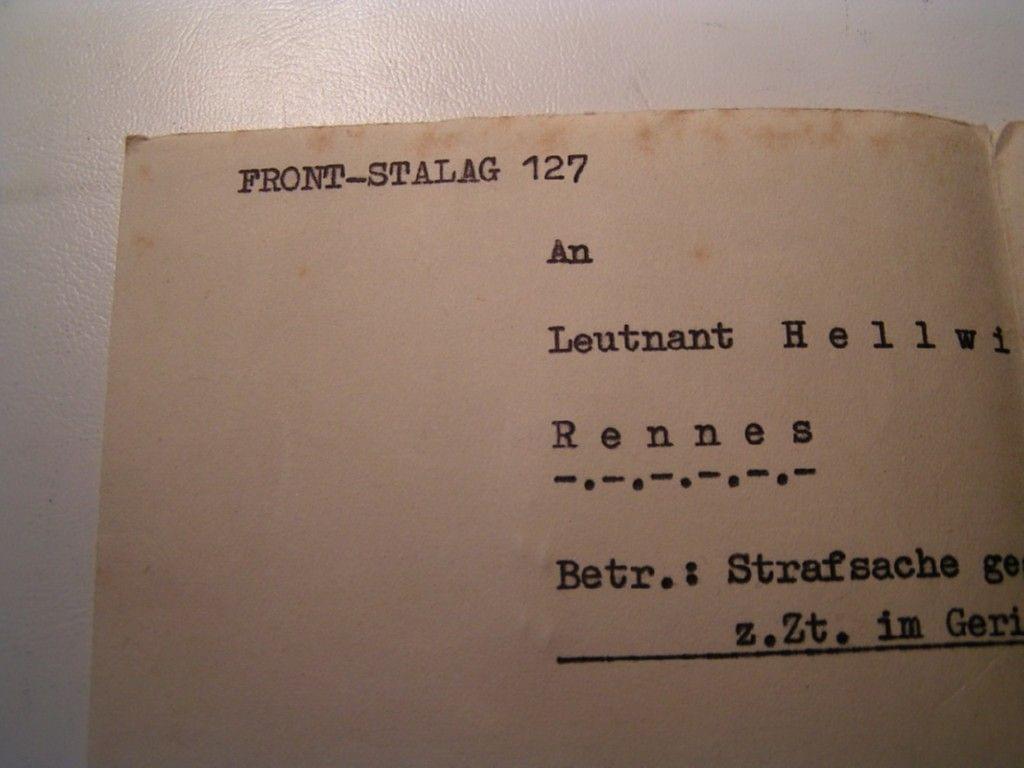 FRONT-STALAG 127
An
Leutnant H e l l w i
R e n n e s
-.-.-.-.-.-
Betr.: Strafsache ge
z.Zt. im Geri